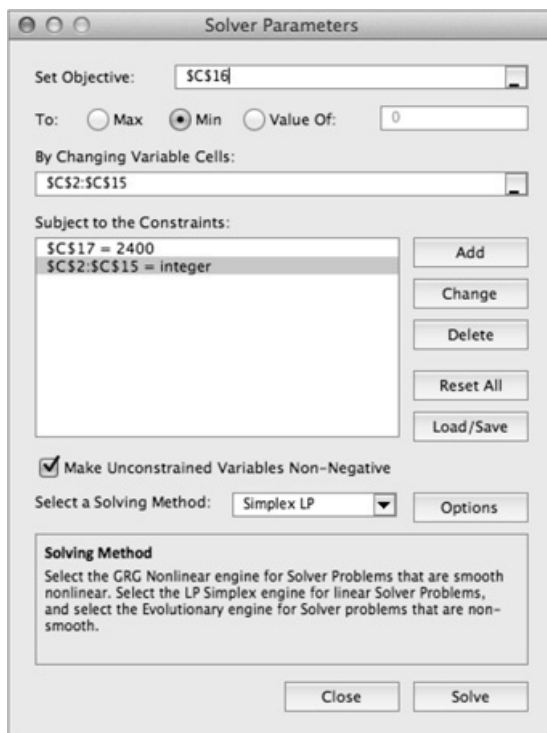 Solver Parameters
Set Objective: $C$16
To: Max Min Value Of: 0
By Changing Variable Cells:
$C$2:$C$15
Subject to the Constraints:
$C$17 = 2400
$C$2:$C$15 = integer
Add
Change
Delete
Reset All
Load/Save
Make Unconstrained Variables Non-Negative
Select a Solving Method: Simplex LP Options
Solving Method
Select the GRG Nonlinear engine for Solver Problems that are smooth
nonlinear. Select the LP Simplex engine for linear Solver Problems,
and select the Evolutionary engine for Solver problems that are non-
smooth.
Close Solve